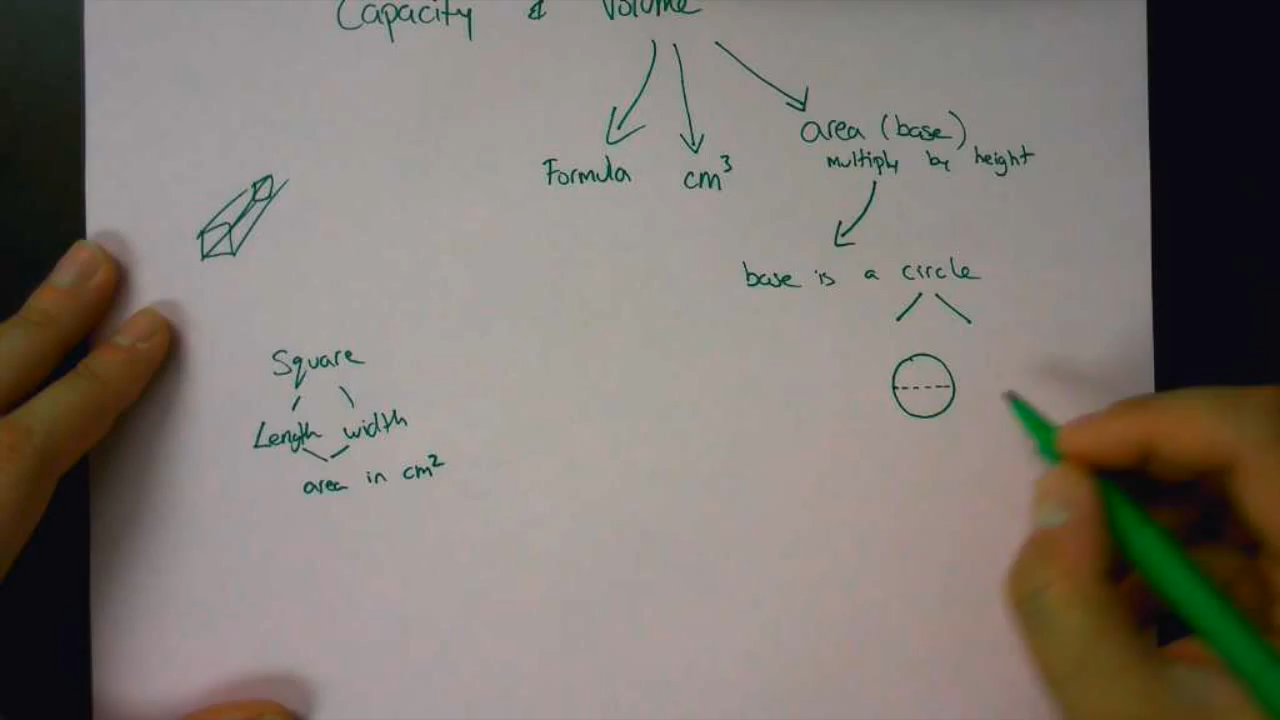 Capacity & Volume
Formula
cm³
area (base)
multiply by height
base is a circle
Square
Length width
area in cm²